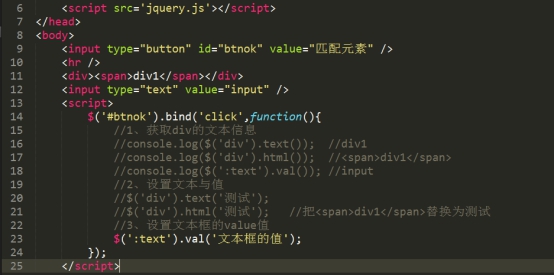 6 <script src='jquery.js'></script>
7 </head>
8 <body>
9 <input type="button" id="btnok" value="匹配元素" />
10 <hr />
11 <div><span>div1</span></div>
12 <input type="text" value="input" />
13 <script>
14 $('#btnok').bind('click',function(){
15 //1、获取div的文本信息
16 //console.log($('div').text()); //div1
17 //console.log($('div').html()); //<span>div1</span>
18 //console.log($(':text').val()); //input
19 //2、设置文本与值
20 //$('div').text('测试');
21 //$('div').html('测试'); //把<span>div1</span>替换为测试
22 //3、设置文本框的value值
23 $(':text').val('文本框的值');
24 });
25 </script>